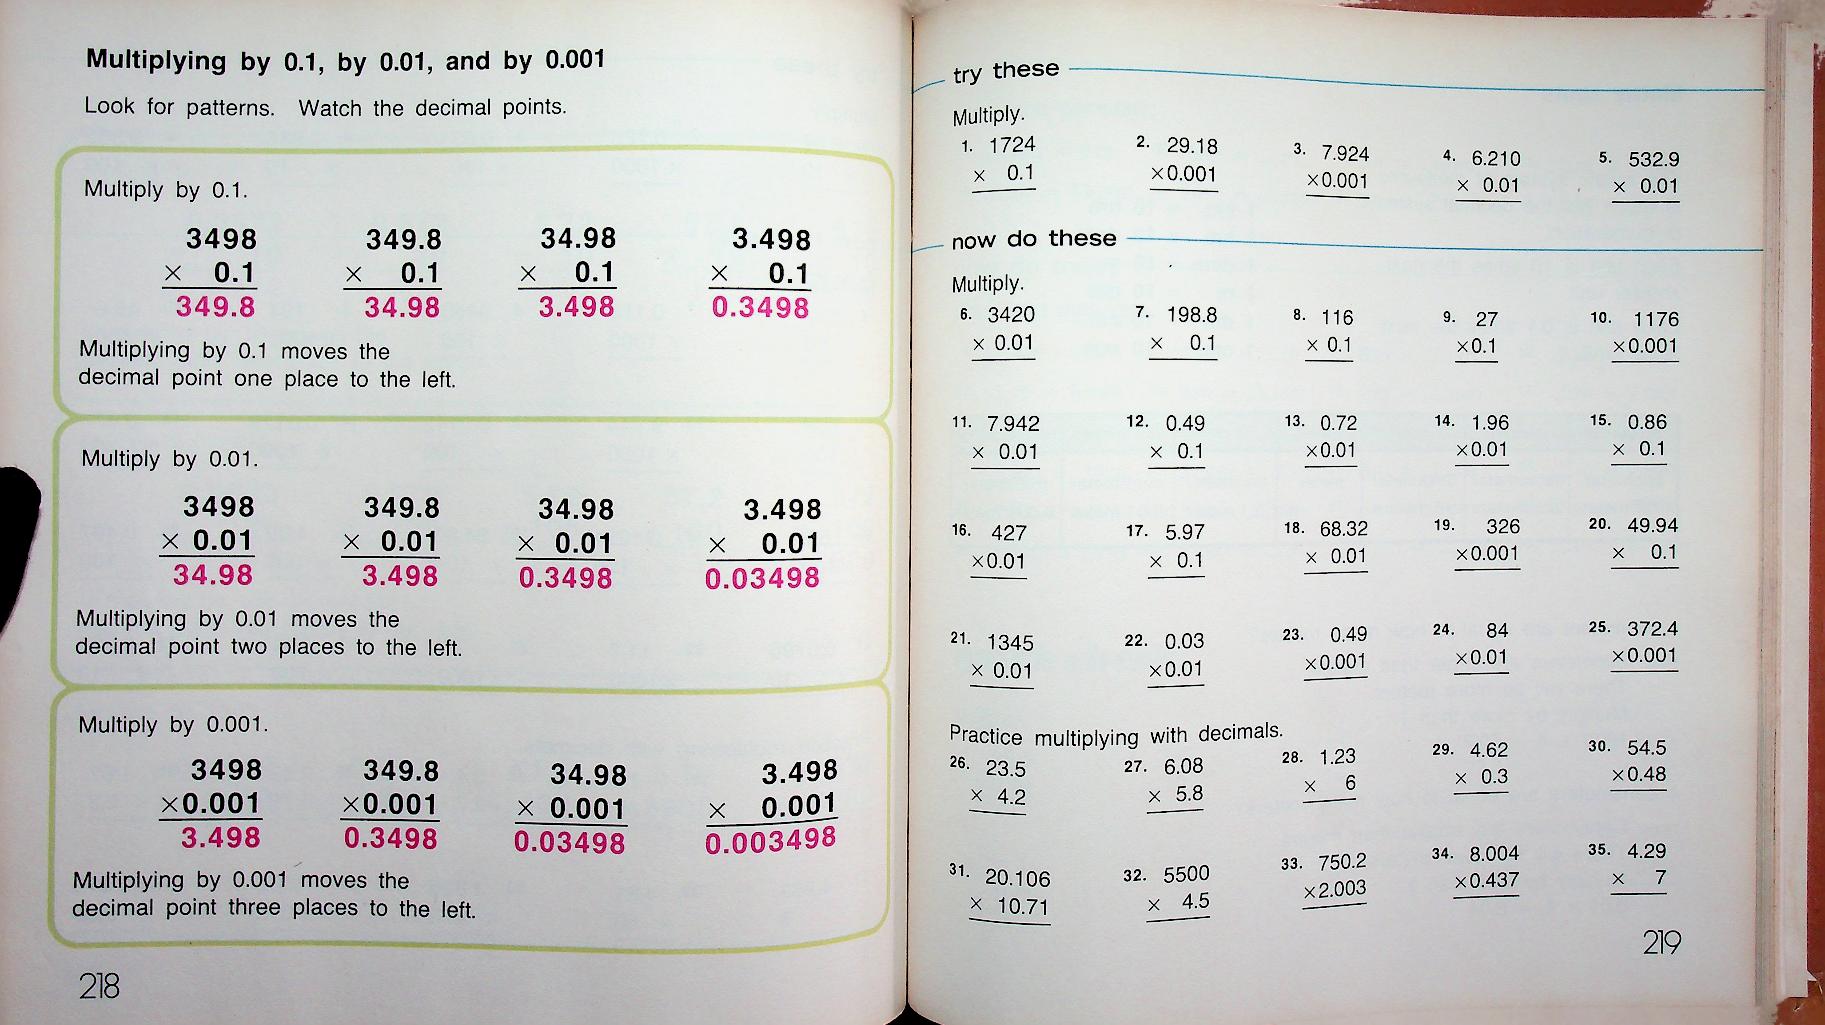 Multiplying by 0.1, by 0.01, and by 0.001
Look for patterns. Watch the decimal points.
Multiply by 0.1.
3498 349.8 34.98 3.498
× 0.1 × 0.1 × 0.1 × 0.1
349.8 34.98 3.498 0.3498
Multiplying by 0.1 moves the
decimal point one place to the left.
Multiply by 0.01.
3498 349.8 34.98 3.498
× 0.01 × 0.01 × 0.01 × 0.01
34.98 3.498 0.3498 0.03498
Multiplying by 0.01 moves the
decimal point two places to the left.
Multiply by 0.001.
3498 349.8 34.98 3.498
×0.001 ×0.001 × 0.001 × 0.001
3.498 0.3498 0.03498 0.003498
Multiplying by 0.001 moves the
decimal point three places to the left.
218
try these
Multiply.
1. 1724 2. 29.18 3. 7.924 4. 6.210 5. 532.9
× 0.1 ×0.001 ×0.001 × 0.01 × 0.01
now do these
Multiply.
6. 3420 7. 198.8 8. 116 9. 27 10. 1176
× 0.01 × 0.1 × 0.1 ×0.1 ×0.001
11. 7.942 12. 0.49 13. 0.72 14. 1.96 15. 0.86
× 0.01 × 0.1 ×0.01 ×0.01 × 0.1
16. 427 17. 5.97 18. 68.32 19. 326 20. 49.94
×0.01 × 0.1 × 0.01 ×0.001 × 0.1
21. 1345 22. 0.03 23. 0.49 24. 84 25. 372.4
× 0.01 ×0.01 ×0.001 ×0.01 ×0.001
Practice multiplying with decimals.
26. 23.5 27. 6.08 28. 1.23 29. 4.62 30. 54.5
× 4.2 × 5.8 × 6 × 0.3 ×0.48
31. 20.106 32. 5500 33. 750.2 34. 8.004 35. 4.29
× 10.71 × 4.5 ×2.003 ×0.437 × 7
219